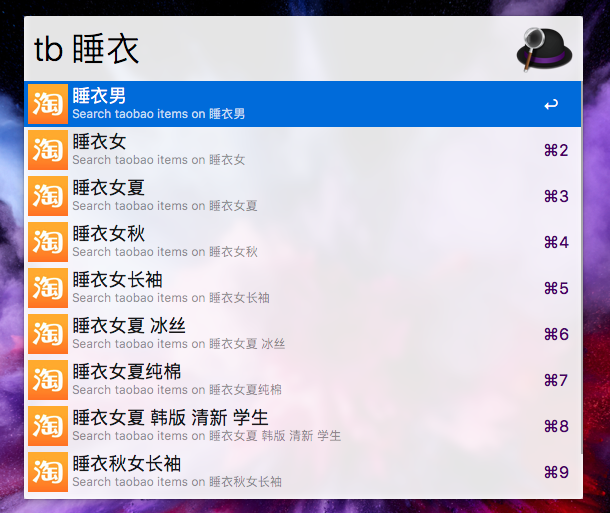 tb 睡衣
淘 睡衣男
Search taobao items on 睡衣男
↩
淘 睡衣女
Search taobao items on 睡衣女
⌘2
淘 睡衣女夏
Search taobao items on 睡衣女夏
⌘3
淘 睡衣女秋
Search taobao items on 睡衣女秋
⌘4
淘 睡衣女长袖
Search taobao items on 睡衣女长袖
⌘5
淘 睡衣女夏 冰丝
Search taobao items on 睡衣女夏 冰丝
⌘6
淘 睡衣女夏纯棉
Search taobao items on 睡衣女夏纯棉
⌘7
淘 睡衣女夏 韩版 清新 学生
Search taobao items on 睡衣女夏 韩版 清新 学生
⌘8
淘 睡衣秋女长袖
Search taobao items on 睡衣秋女长袖
⌘9